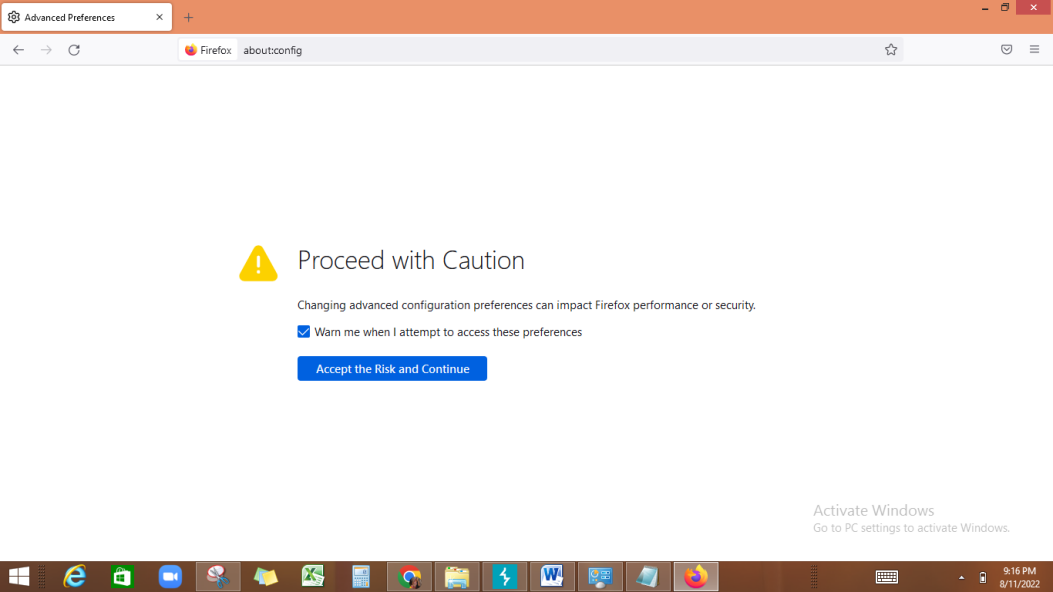 Advanced Preferences
Firefox about:config
Proceed with Caution
Changing advanced configuration preferences can impact Firefox performance or security.
Warn me when I attempt to access these preferences
Accept the Risk and Continue
Activate Windows
Go to PC settings to activate Windows.
9:16 PM
8/11/2022